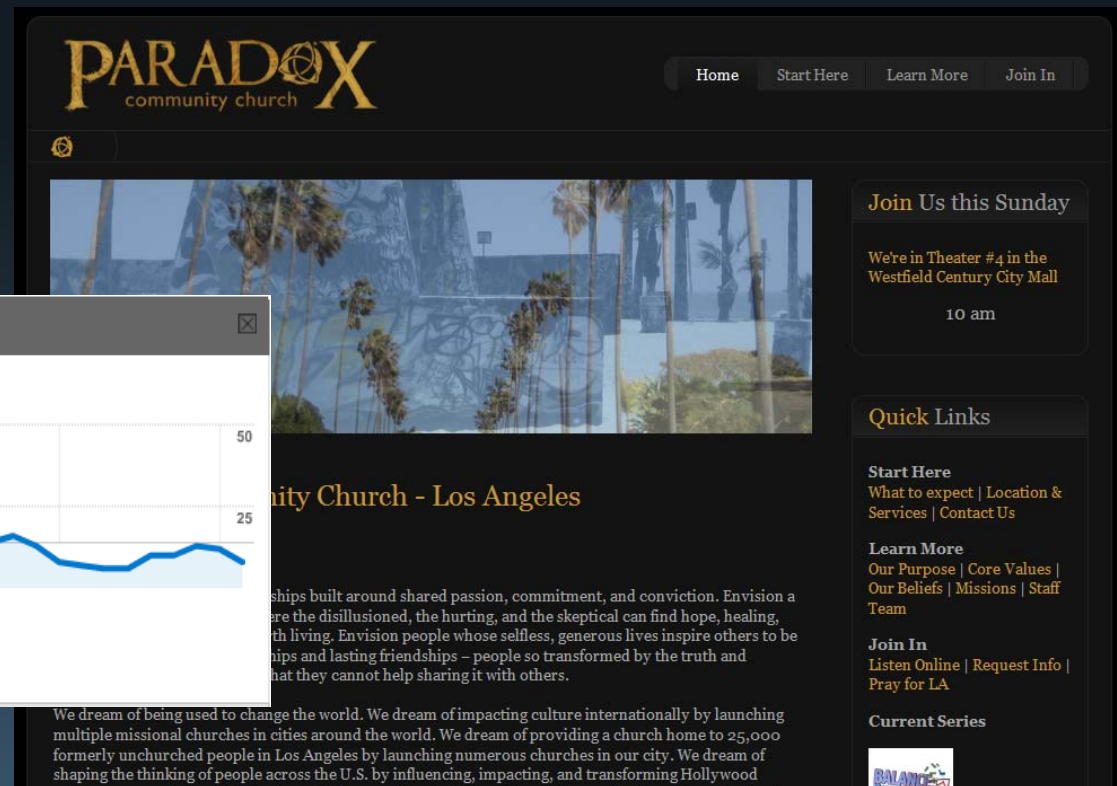 PARADOX
community church
Home
Start Here
Learn More
Join In
Join Us this Sunday
We're in Theater #4 in the
Westfield Century City Mall
10 am
50
25
Church - Los Angeles
built around shared passion, commitment, and conviction. Envision a
the disillusioned, the hurting, and the skeptical can find hope, healing,
living. Envision people whose selfless, generous lives inspire others to be
and lasting friendships – people so transformed by the truth and
that they cannot help sharing it with others.
We dream of being used to change the world. We dream of impacting culture internationally by launching
multiple missional churches in cities around the world. We dream of providing a church home to 25,000
formerly unchurched people in Los Angeles by launching numerous churches in our city. We dream of
shaping the thinking of people across the U.S. by influencing, impacting, and transforming Hollywood
Quick Links
Start Here
What to expect | Location &
Services | Contact Us
Learn More
Our Purpose | Core Values |
Our Beliefs | Missions | Staff
Team
Join In
Listen Online | Request Info |
Pray for LA
Current Series
BALANCE